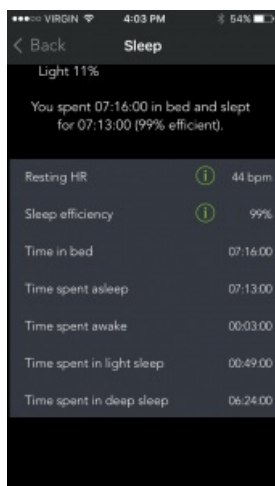 VIRGIN 4:03 PM 54%
Back Sleep
Light 11%
You spent 07:16:00 in bed and slept
for 07:13:00 (99% efficient).
Resting HR i 44 bpm
Sleep efficiency i 99%
Time in bed 07:16:00
Time spent asleep 07:13:00
Time spent awake 00:03:00
Time spent in light sleep 00:49:00
Time spent in deep sleep 06:24:00